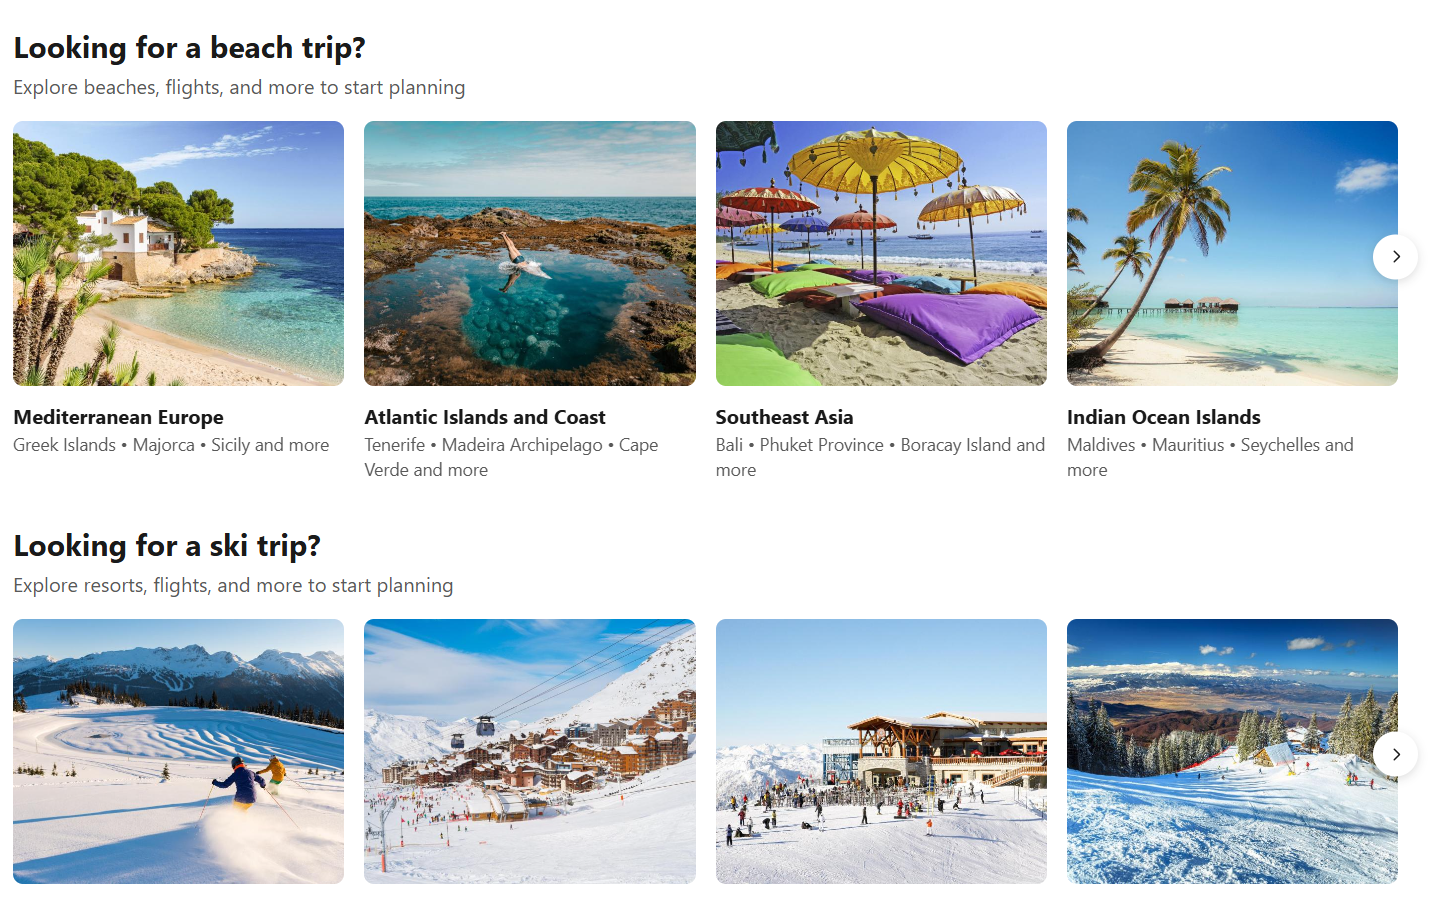 Looking for a beach trip?
Explore beaches, flights, and more to start planning
Mediterranean Europe
Greek Islands • Majorca • Sicily and more
Atlantic Islands and Coast
Tenerife • Madeira Archipelago • Cape
Verde and more
Southeast Asia
Bali • Phuket Province • Boracay Island and
more
Indian Ocean Islands
Maldives • Mauritius • Seychelles and
more
Looking for a ski trip?
Explore resorts, flights, and more to start planning